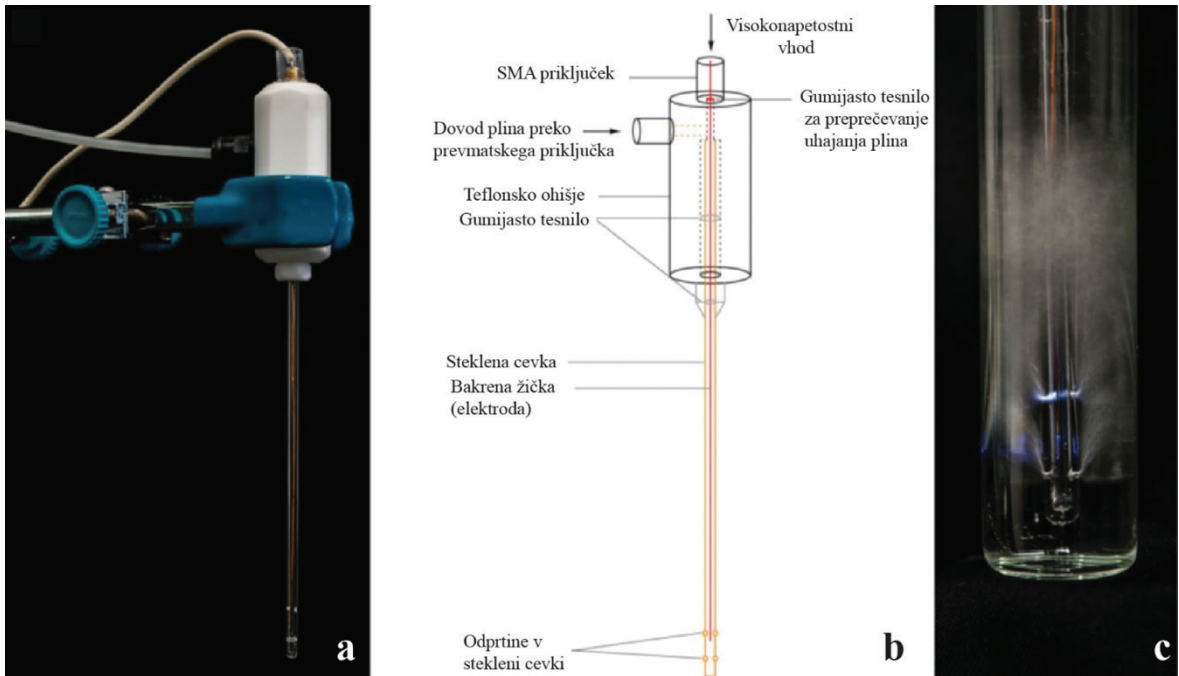 Visokonapetostni
vhod
SMA priključek
Gumijasto tesnilo
za preprečevanje
uhajanja plina
Dovod plina preko
prevmatskega priključka
Teflonsko ohišje
Gumijasto tesnilo
Steklena cevka
Bakrena žička
(elektroda)
Odprtine v
stekleni cevki
a
b
c